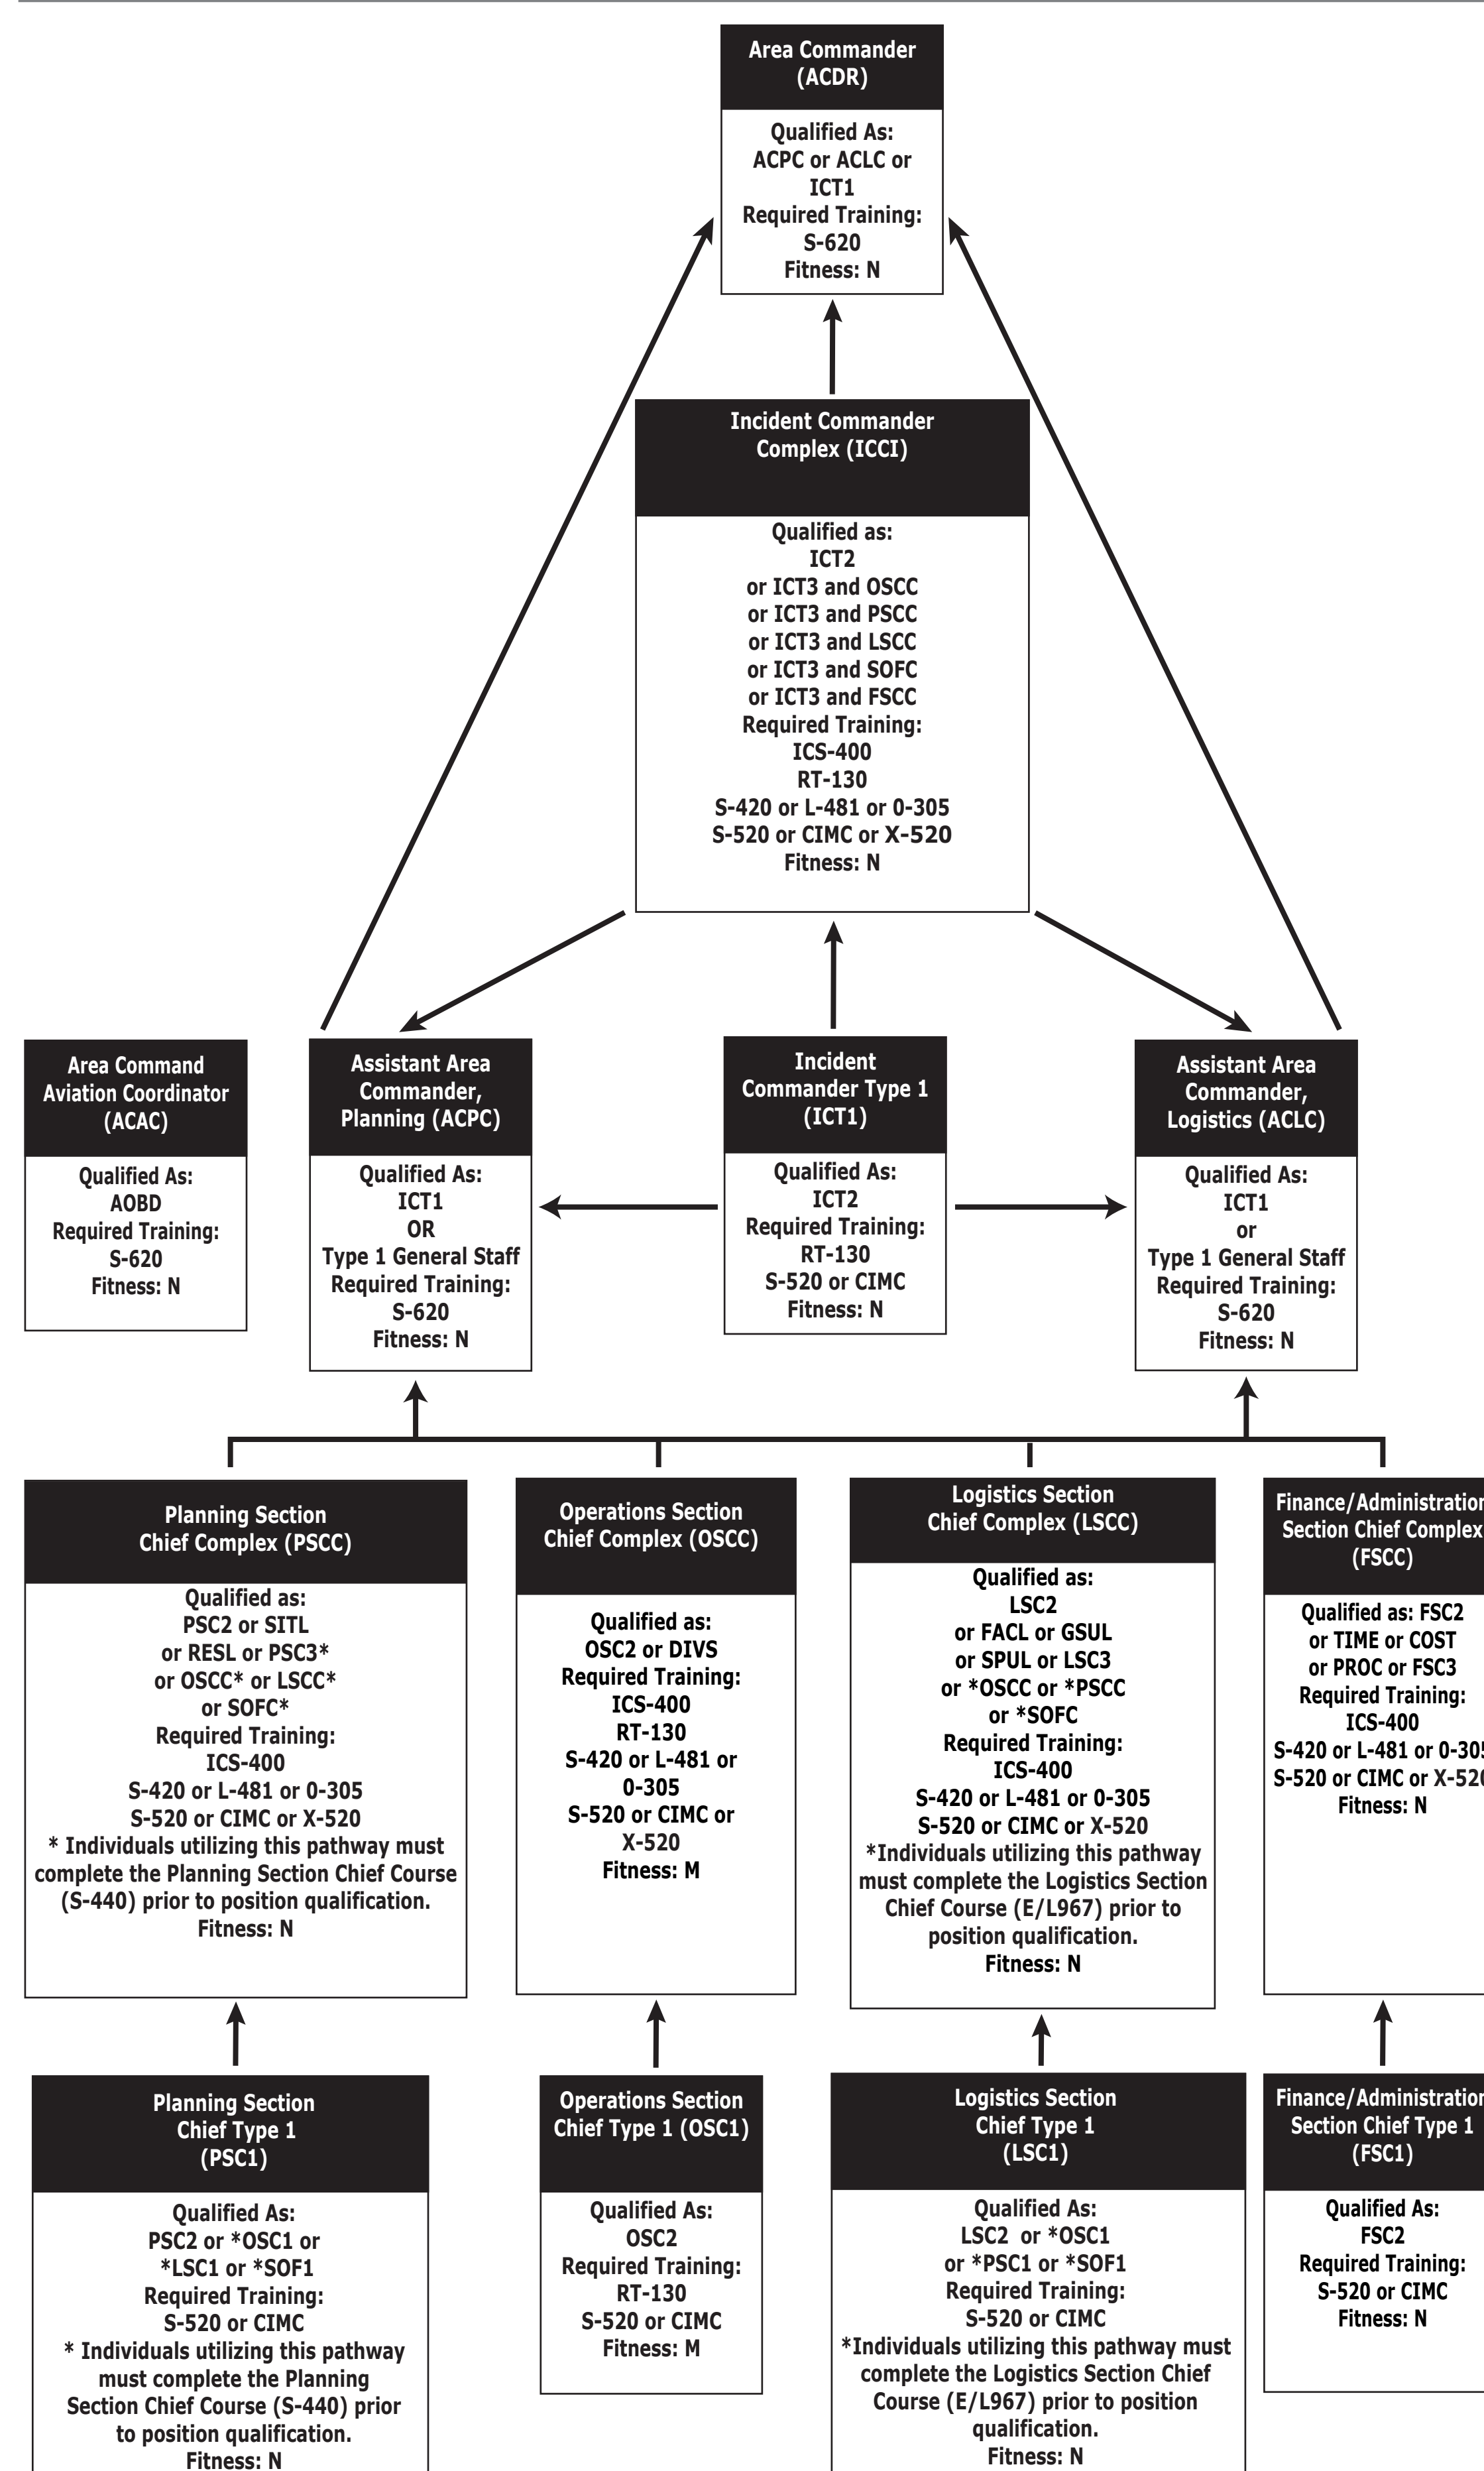 Area Commander
(ACDR)
Qualified As:
ACPC or ACLC or
ICT1
Required Training:
S-620
Fitness: N
Incident Commander
Complex (ICCI)
Qualified as:
ICT2
or ICT3 and OSCC
or ICT3 and PSCC
or ICT3 and LSCC
or ICT3 and SOFC
or ICT3 and FSCC
Required Training:
ICS-400
RT-130
S-420 or L-481 or 0-305
S-520 or CIMC or X-520
Fitness: N
Area Command
Aviation Coordinator
(ACAC)
Qualified As:
AOBD
Required Training:
S-620
Fitness: N
Assistant Area
Commander,
Planning (ACPC)
Qualified As:
ICT1
OR
Type 1 General Staff
Required Training:
S-620
Fitness: N
Incident
Commander Type 1
(ICT1)
Qualified As:
ICT2
Required Training:
RT-130
S-520 or CIMC
Fitness: N
Assistant Area
Commander,
Logistics (ACLC)
Qualified As:
ICT1
or
Type 1 General Staff
Required Training:
S-620
Fitness: N
Planning Section
Chief Complex (PSCC)
Qualified as:
PSC2 or SITL
or RESL or PSC3*
or OSCC* or LSCC*
or SOFC*
Required Training:
ICS-400
S-420 or L-481 or 0-305
S-520 or CIMC or X-520
* Individuals utilizing this pathway must
complete the Planning Section Chief Course
(S-440) prior to position qualification.
Fitness: N
Operations Section
Chief Complex (OSCC)
Qualified as:
OSC2 or DIVS
Required Training:
ICS-400
RT-130
S-420 or L-481 or
0-305
S-520 or CIMC or
X-520
Fitness: M
Logistics Section
Chief Complex (LSCC)
Qualified as:
LSC2
or FACL or GSUL
or SPUL or LSC3
or *OSCC or *PSCC
or *SOFC
Required Training:
ICS-400
S-420 or L-481 or 0-305
S-520 or CIMC or X-520
*Individuals utilizing this pathway
must complete the Logistics Section
Chief Course (E/L967) prior to
position qualification.
Fitness: N
Finance/Administration
Section Chief Complex
(FSCC)
Qualified as: FSC2
or TIME or COST
or PROC or FSC3
Required Training:
ICS-400
S-420 or L-481 or 0-305
S-520 or CIMC or X-520
Fitness: N
Planning Section
Chief Type 1
(PSC1)
Qualified As:
PSC2 or *OSC1 or
*LSC1 or *SOF1
Required Training:
S-520 or CIMC
* Individuals utilizing this pathway
must complete the Planning
Section Chief Course (S-440) prior
to position qualification.
Fitness: N
Operations Section
Chief Type 1 (OSC1)
Qualified As:
OSC2
Required Training:
RT-130
S-520 or CIMC
Fitness: M
Logistics Section
Chief Type 1
(LSC1)
Qualified As:
LSC2 or *OSC1
or *PSC1 or *SOF1
Required Training:
S-520 or CIMC
*Individuals utilizing this pathway must
complete the Logistics Section Chief
Course (E/L967) prior to position
qualification.
Fitness: N
Finance/Administration
Section Chief Type 1
(FSC1)
Qualified As:
FSC2
Required Training:
S-520 or CIMC
Fitness: N